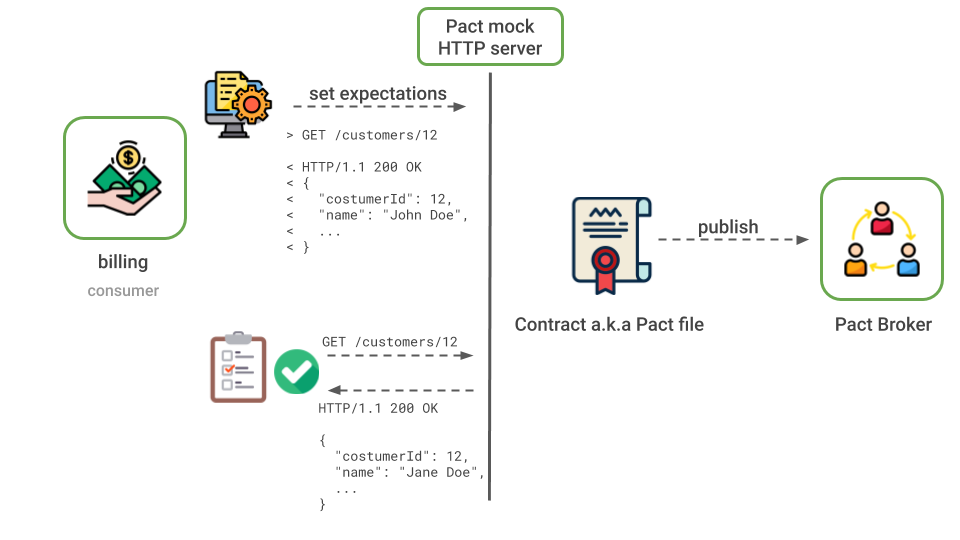 Pact mock
HTTP server
set expectations
> GET /customers/12
< HTTP/1.1 200 OK
< {
<   "costumerId": 12,
<   "name": "John Doe",
<   ...
< }
billing
consumer
publish
Contract a.k.a Pact file
Pact Broker
GET /customers/12
HTTP/1.1 200 OK
{
  "costumerId": 12,
  "name": "Jane Doe",
  ...
}